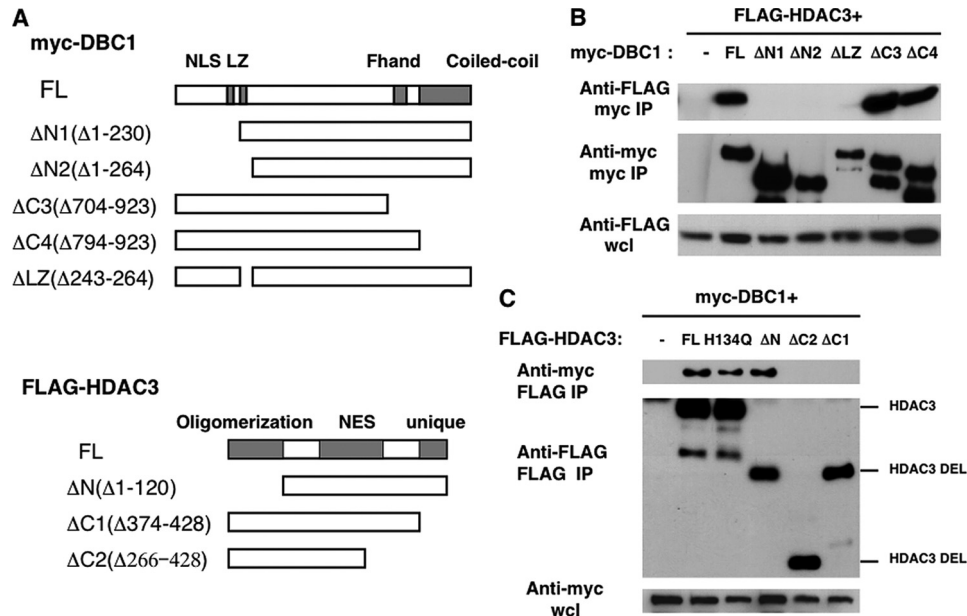 A
myc-DBC1
NLS LZ Fhand Coiled-coil
FL
ΔN1(Δ1-230)
ΔN2(Δ1-264)
ΔC3(Δ704-923)
ΔC4(Δ794-923)
ΔLZ(Δ243-264)
FLAG-HDAC3
Oligomerization NES unique
FL
ΔN(Δ1-120)
ΔC1(Δ374-428)
ΔC2(Δ266-428)
B
FLAG-HDAC3+
myc-DBC1 : - FL ΔN1 ΔN2 ΔLZ ΔC3 ΔC4
Anti-FLAG
myc IP
Anti-myc
myc IP
Anti-FLAG
wcl
C
myc-DBC1+
FLAG-HDAC3: - FL H134Q ΔN ΔC2 ΔC1
Anti-myc
FLAG IP
HDAC3
Anti-FLAG
FLAG IP
HDAC3 DEL
HDAC3 DEL
Anti-myc
wcl